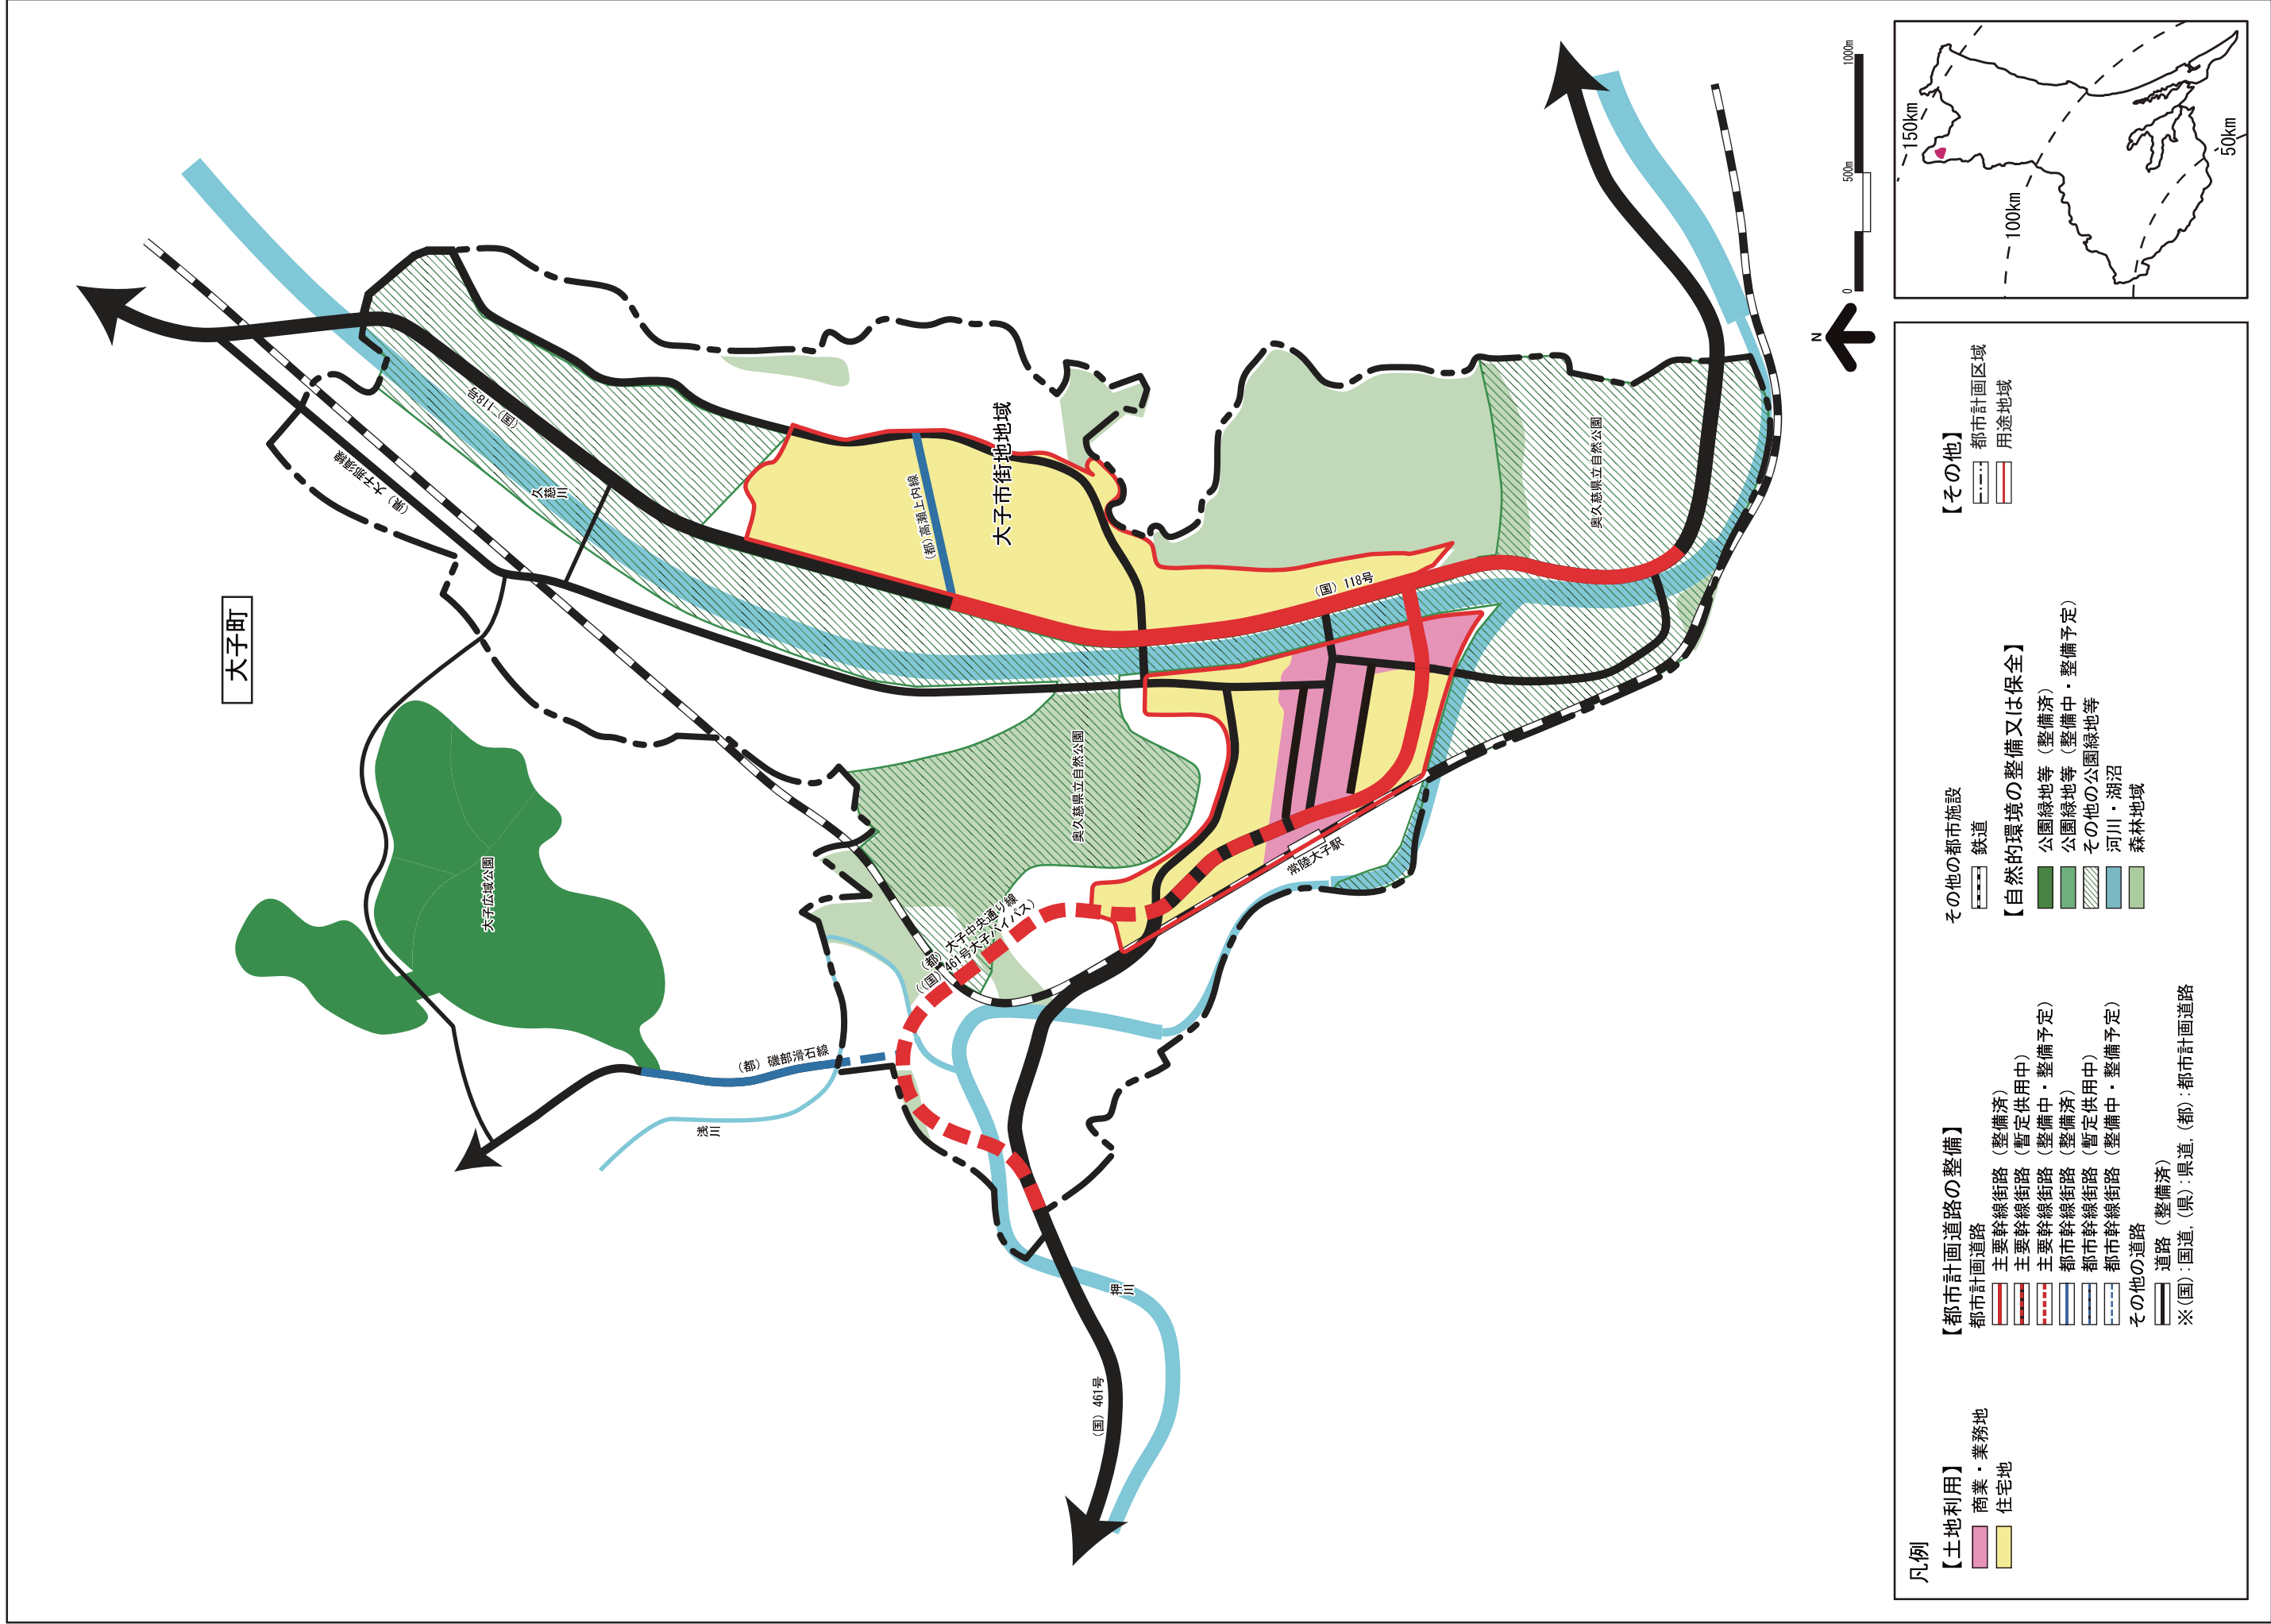 大子町
(国) 118号
(県) 大子那須線
久慈川
(都) 高瀬上内線
大子市街地地域
奥久慈県立自然公園
(国) 118号
奥久慈県立自然公園
大子広域公園
常陸大子駅
(都) 大子中央通り線
((国) 461号大子バイパス)
(都) 磯部滑石線
浅川
押川
(国) 461号
N
0
500m
1000m
150km
100km
50km
凡例
【土地利用】
商業・業務地
住宅地
【都市計画道路の整備】
都市計画道路
主要幹線街路 (整備済)
主要幹線街路 (暫定供用中)
主要幹線街路 (整備中・整備予定)
都市幹線街路 (整備済)
都市幹線街路 (暫定供用中)
都市幹線街路 (整備中・整備予定)
その他の道路
道路 (整備済)
※(国):国道, (県):県道, (都):都市計画道路
その他の都市施設
鉄道
【自然的環境の整備又は保全】
公園緑地等 (整備済)
公園緑地等 (整備中・整備予定)
その他の公園緑地等
河川・湖沼
森林地域
【その他】
都市計画区域
用途地域